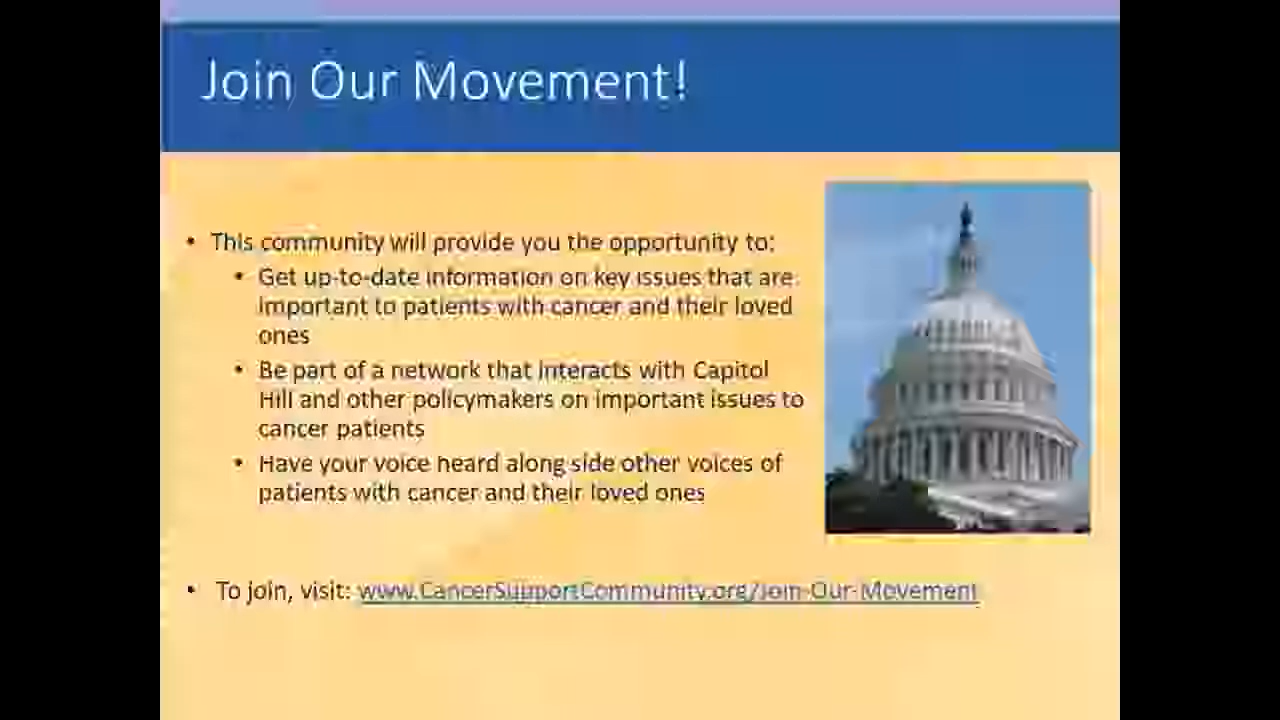 Join Our Movement!
• This community will provide you the opportunity to:
• Get up-to-date information on key issues that are
important to patients with cancer and their loved
ones
• Be part of a network that interacts with Capitol
Hill and other policymakers on important issues to
cancer patients
• Have your voice heard along side other voices of
patients with cancer and their loved ones
• To join, visit: www.CancerSupportCommunity.org/Join-Our-Movement